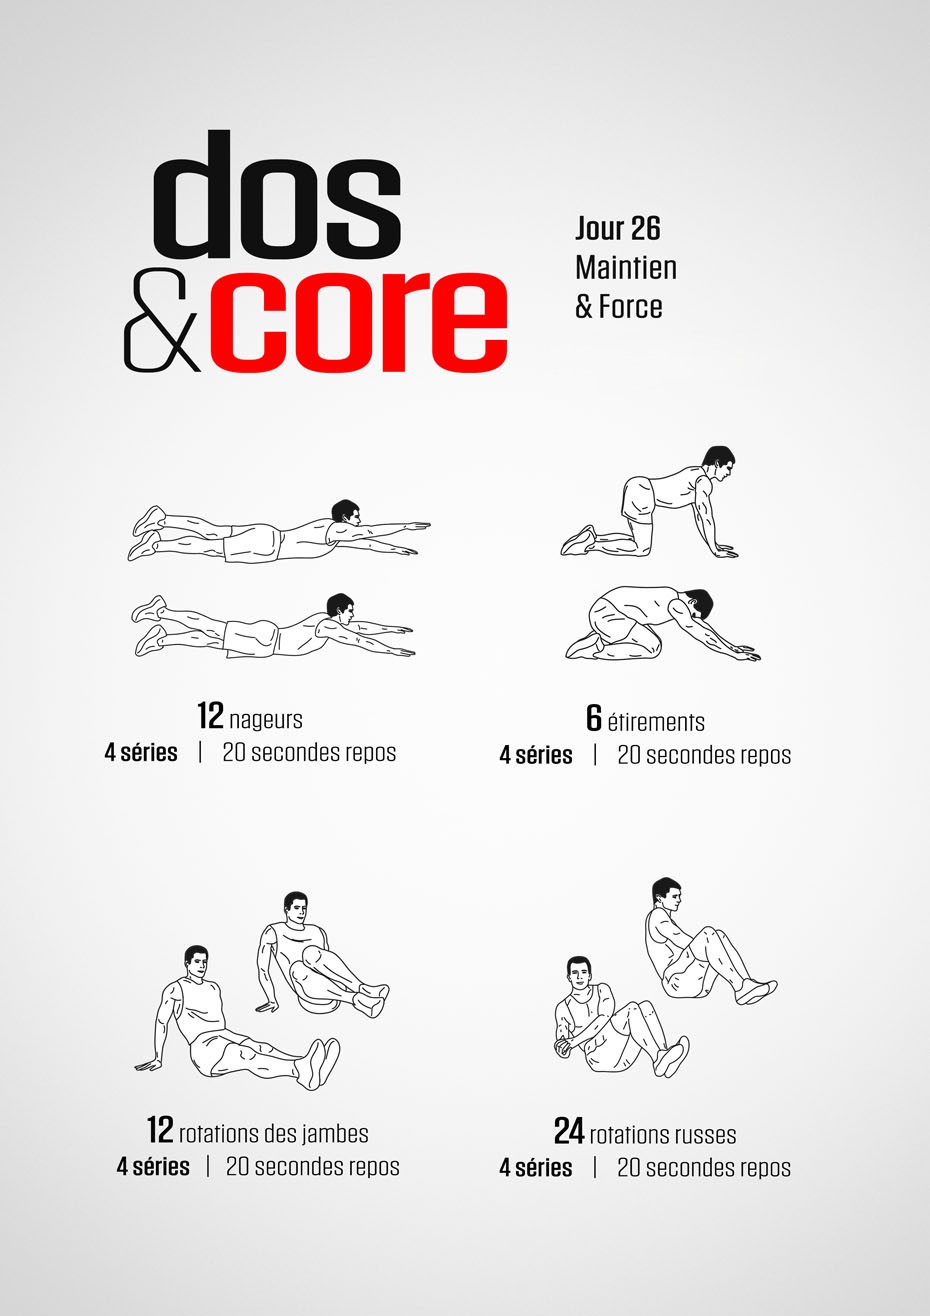 dos
& core
Jour 26
Maintien
& Force
12 nageurs
4 séries | 20 secondes repos
6 étirements
4 séries | 20 secondes repos
12 rotations des jambes
4 séries | 20 secondes repos
24 rotations russes
4 séries | 20 secondes repos